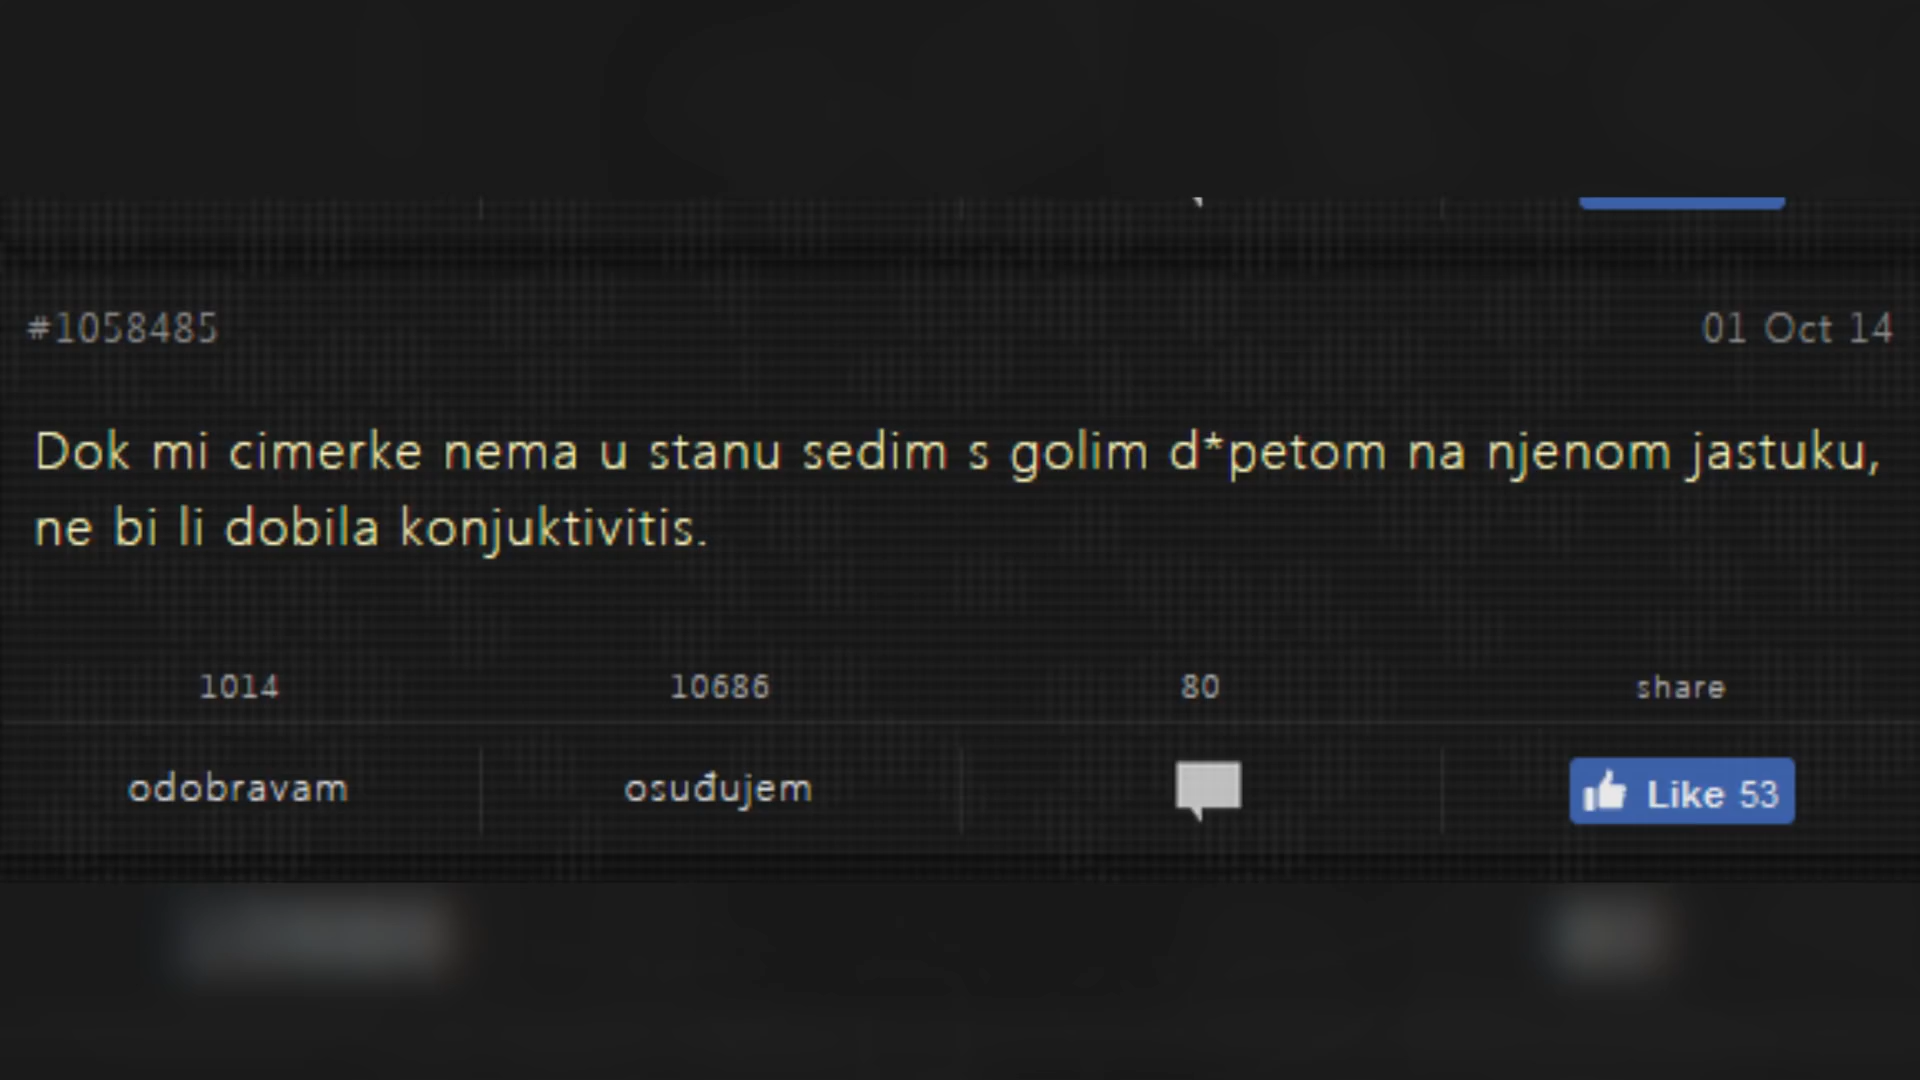 #1058485 01 Oct 14
Dok mi cimerke nema u stanu sedim s golim d*petom na njenom jastuku,
ne bi li dobila konjuktivitis.
1014 10686 80 share
odobravam osuđujem Like 53